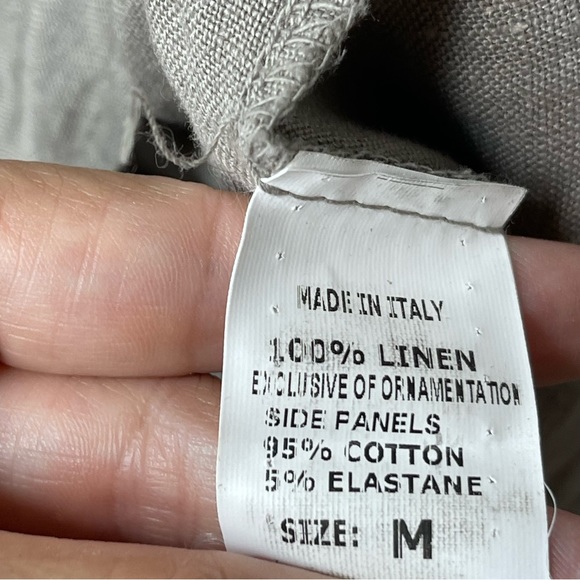 MADE IN ITALY
100% LINEN
EXCLUSIVE OF ORNAMENTATION
SIDE PANELS
95% COTTON
5% ELASTANE
SIZE: M